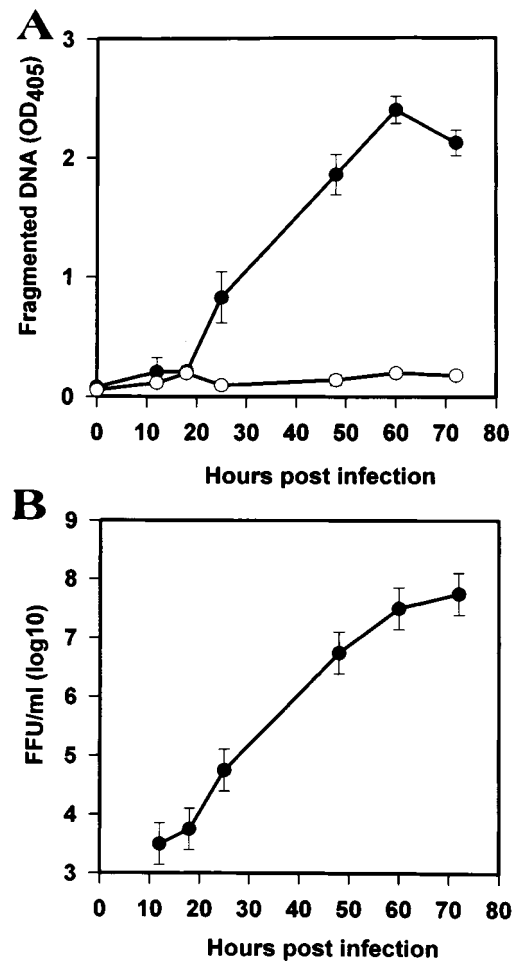 A
Fragmented DNA (OD405)
3
2
1
0
0 10 20 30 40 50 60 70 80
Hours post infection
B
FFU/ml (log10)
9
8
7
6
5
4
3
0 10 20 30 40 50 60 70 80
Hours post infection